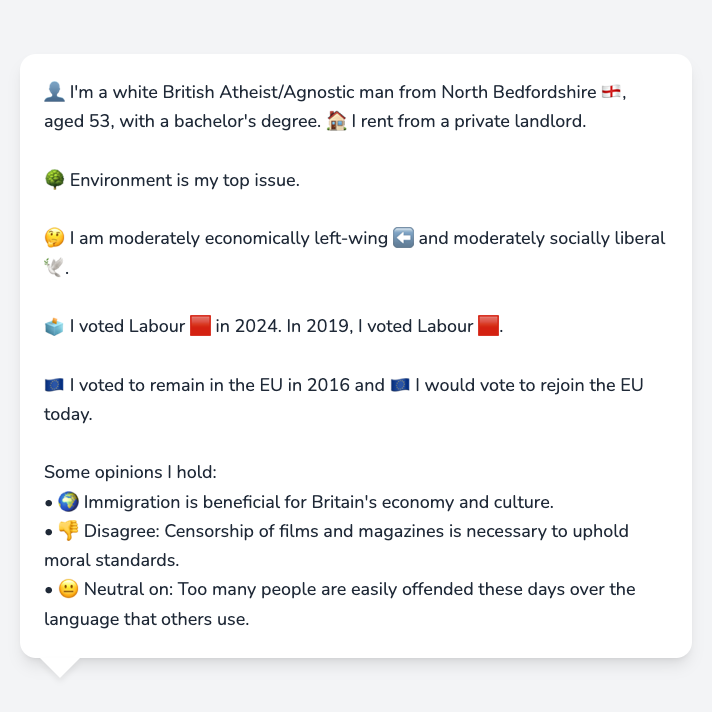 👤 I'm a white British Atheist/Agnostic man from North Bedfordshire 🏴󠁧󠁢󠁥󠁮󠁧󠁿,
aged 53, with a bachelor's degree. 🏠 I rent from a private landlord.
🌳 Environment is my top issue.
🤔 I am moderately economically left-wing ⬅️ and moderately socially liberal
🕊️.
🗳️ I voted Labour 🟥 in 2024. In 2019, I voted Labour 🟥.
🇪🇺 I voted to remain in the EU in 2016 and 🇪🇺 I would vote to rejoin the EU
today.
Some opinions I hold:
• 🌍 Immigration is beneficial for Britain's economy and culture.
• 👎 Disagree: Censorship of films and magazines is necessary to uphold
moral standards.
• 😐 Neutral on: Too many people are easily offended these days over the
language that others use.